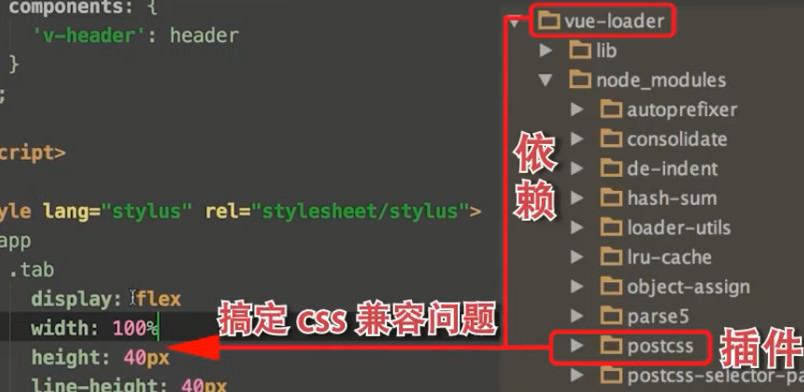 components: {
'v-header': header
}
;
cript>
yle lang="stylus" rel="stylesheet/stylus">
app
.tab
display: flex
width: 100%
height: 40px
line-height: 40px
搞定 CSS 兼容问题
依
赖
vue-loader
lib
node_modules
autoprefixer
consolidate
de-indent
hash-sum
loader-utils
lru-cache
object-assign
parse5
postcss
插件
postcss-selector-pa